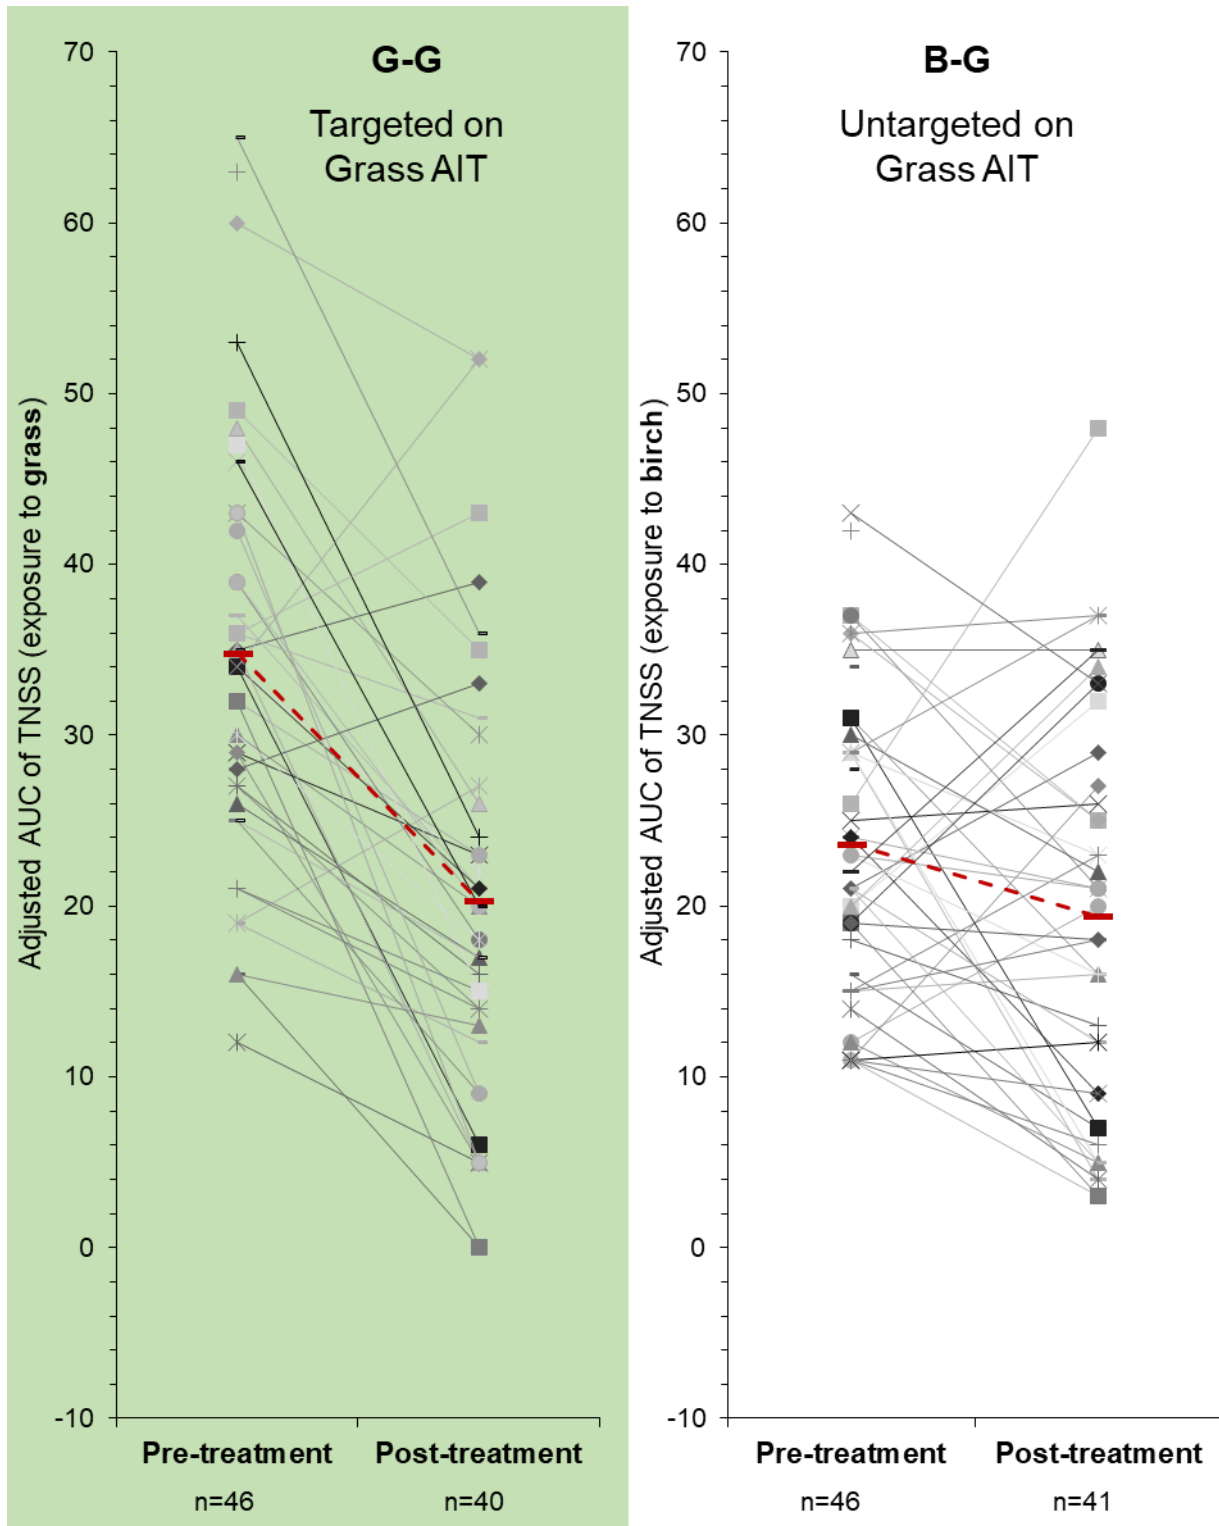 G-G
Targeted on
Grass AIT
Adjusted AUC of TNSS (exposure to grass)
70
60
50
40
30
20
10
0
-10
Pre-treatment
Post-treatment
n=46
n=40
B-G
Untargeted on
Grass AIT
Adjusted AUC of TNSS (exposure to birch)
70
60
50
40
30
20
10
0
-10
Pre-treatment
Post-treatment
n=46
n=41